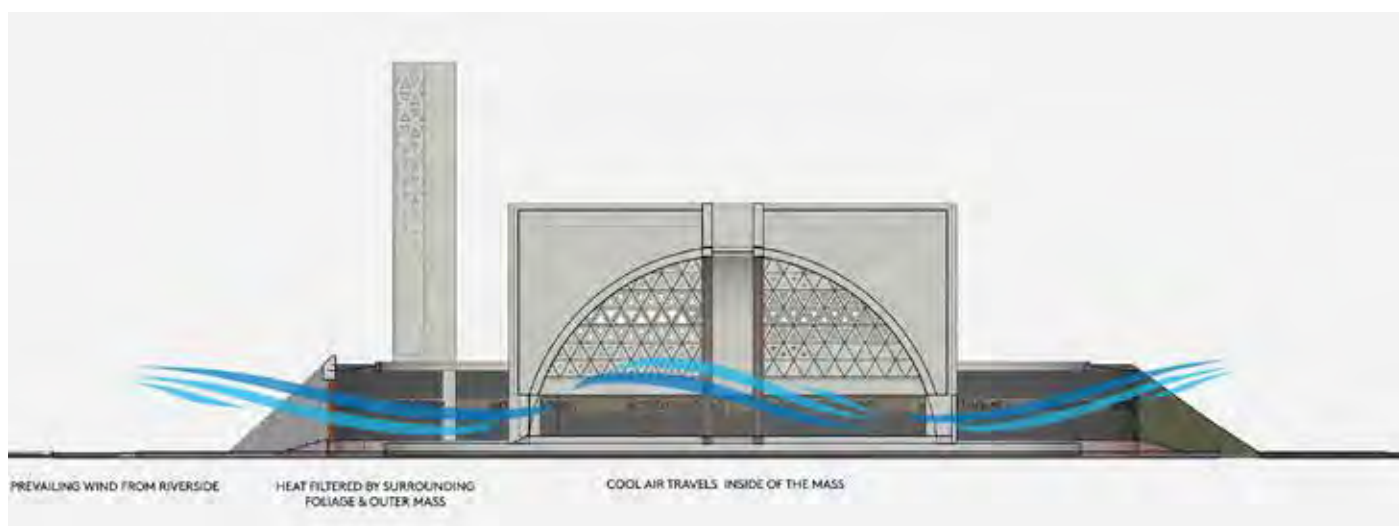 PREVAILING WIND FROM RIVERSIDE
HEAT FILTERED BY SURROUNDING
FOLIAGE & OUTER MASS
COOL AIR TRAVELS INSIDE OF THE MASS